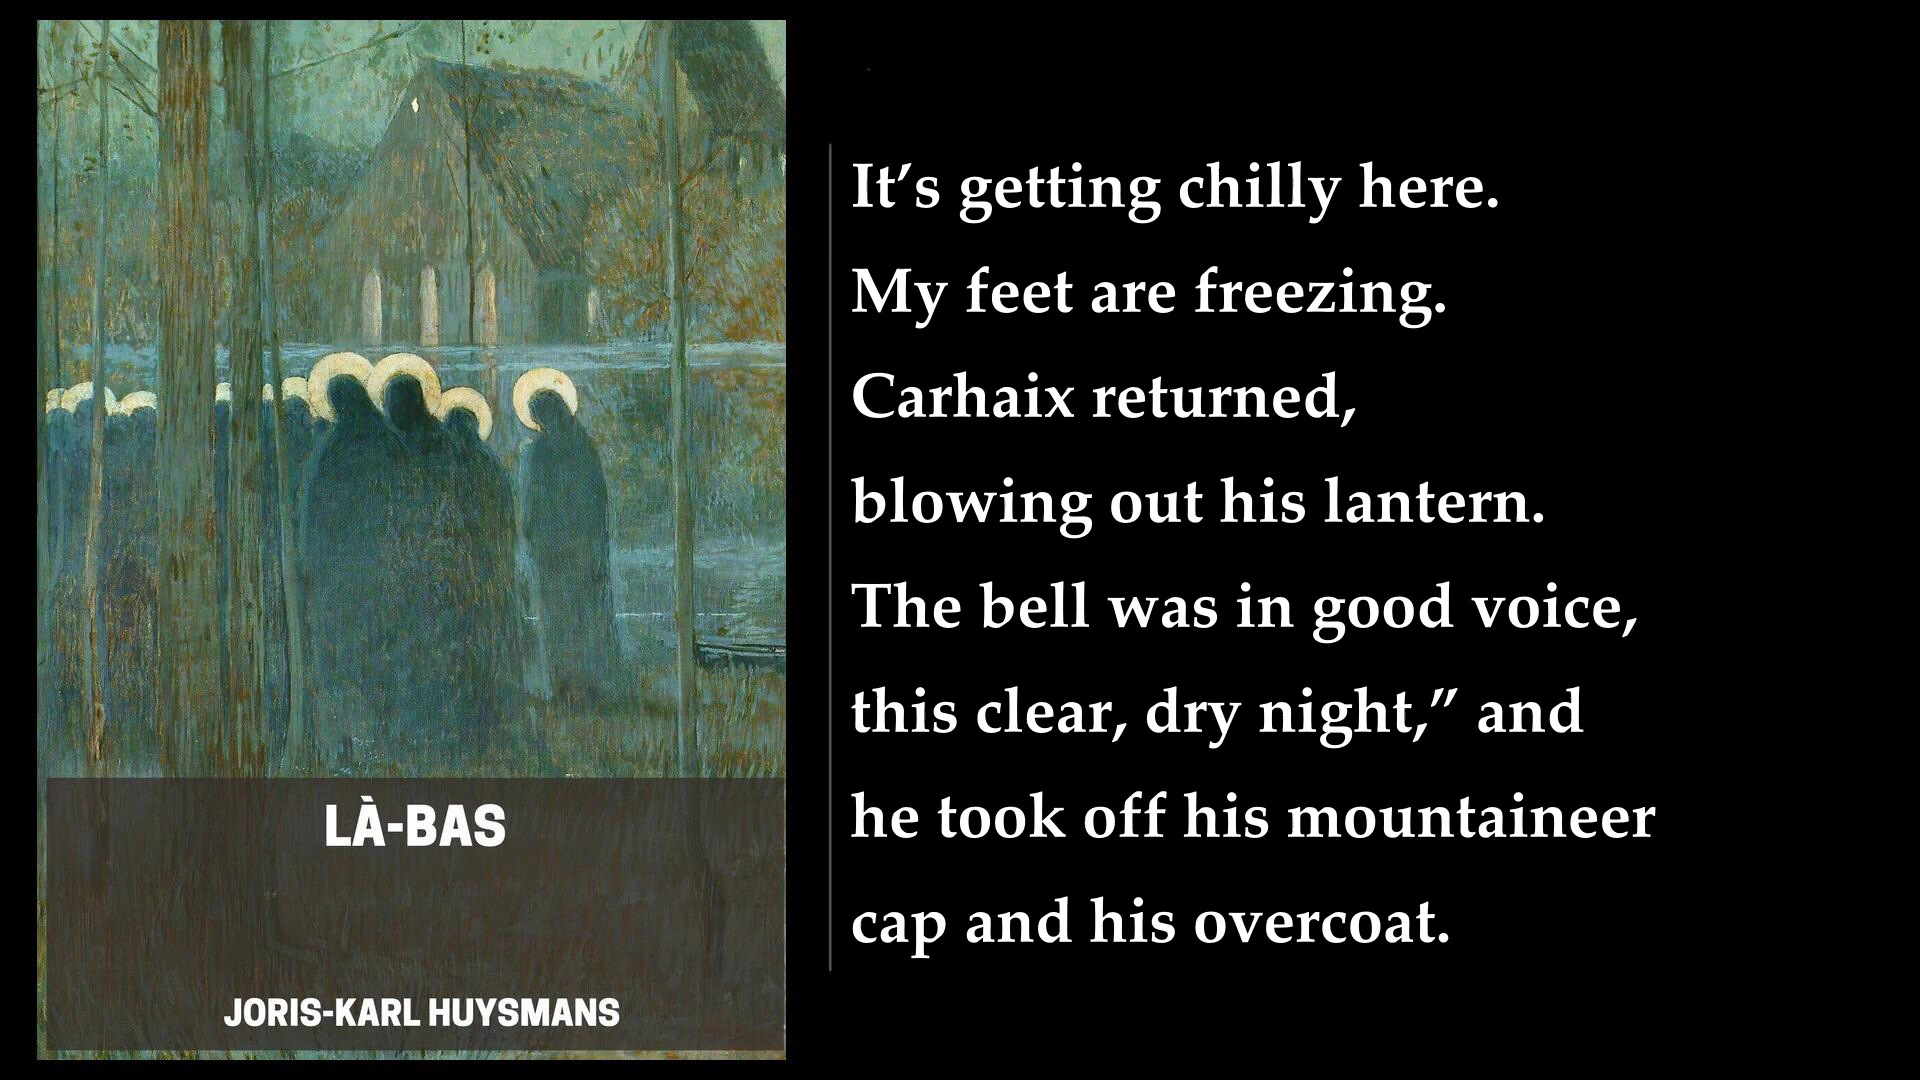 LÀ-BAS
JORIS-KARL HUYSMANS
It’s getting chilly here.
My feet are freezing.
Carhaix returned,
blowing out his lantern.
The bell was in good voice,
this clear, dry night,” and
he took off his mountaineer
cap and his overcoat.